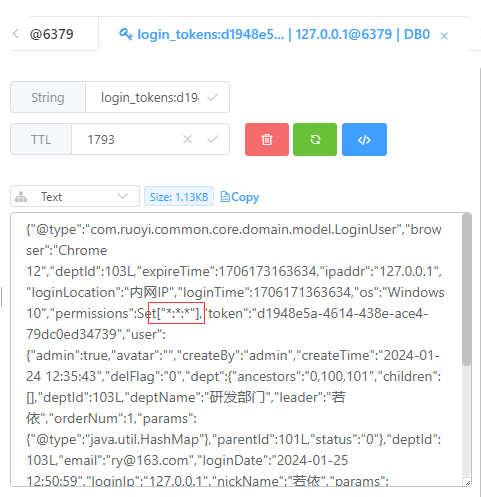 @6379
login_tokens:d1948e5... | 127.0.0.1@6379 | DB0
String
login_tokens:d19
TTL
1793
Text
Size: 1.13KB
Copy
{"@type":"com.ruoyi.common.core.domain.model.LoginUser","brow
ser":"Chrome
12","deptId":103L,"expireTime":1706173163634,"ipaddr":"127.0.0.1",
"loginLocation":"内网IP","loginTime":1706171363634,"os":"Windows
10","permissions":Set["*:*:*"],"token":"d1948e5a-4614-438e-ace4-
79dc0ed34739","user":
{"admin":true,"avatar":"","createBy":"admin","createTime":"2024-01-
24 12:35:43","delFlag":"0","dept":{"ancestors":"0,100,101","children":
[],"deptId":103L,"deptName":"研发部门","leader":"若
依","orderNum":1,"params":
{"@type":"java.util.HashMap"},"parentId":101L,"status":"0"},"deptId":
103L,"email":"ry@163.com","loginDate":"2024-01-25
12:50:59","loginIp":"127.0.0.1","nickName":"若依","params":